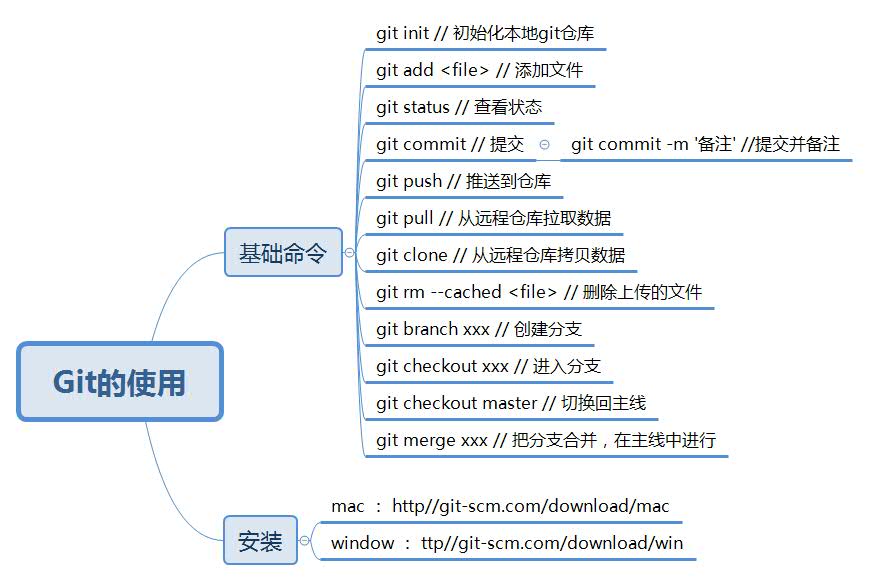 git init // 初始化本地git仓库
git add <file> // 添加文件
git status // 查看状态
git commit // 提交
git commit -m '备注' //提交并备注
git push // 推送到仓库
git pull // 从远程仓库拉取数据
基础命令
git clone // 从远程仓库拷贝数据
git rm --cached <file> // 删除上传的文件
git branch xxx // 创建分支
git checkout xxx // 进入分支
Git的使用
git checkout master // 切换回主线
git merge xxx // 把分支合并，在主线中进行
安装
mac ： http//git-scm.com/download/mac
window ： ttp//git-scm.com/download/win